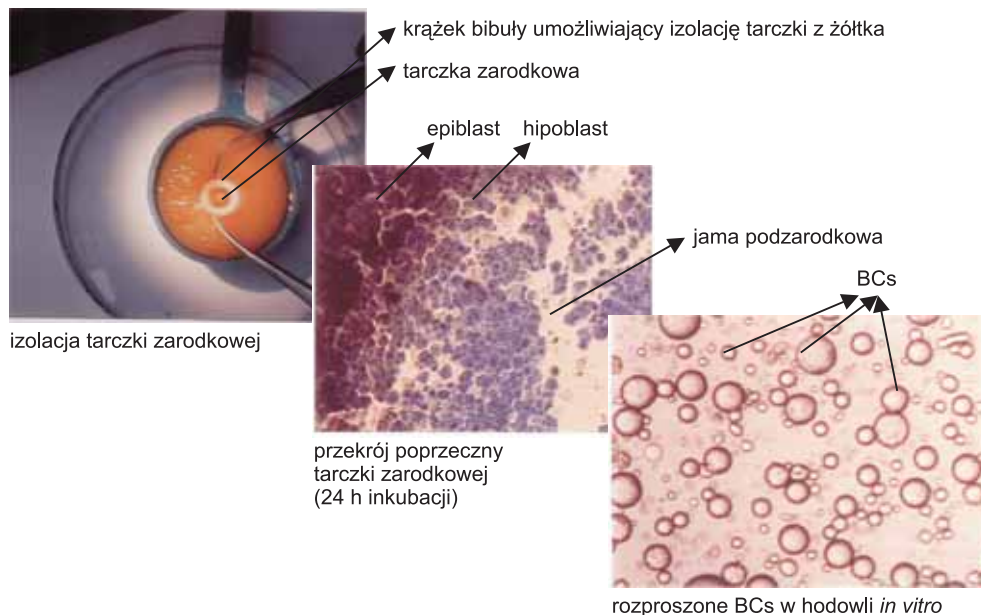 krążek bibuły umożliwiający izolację tarczki z żółtka
tarczka zarodkowa
epiblast hipoblast
jama podzarodkowa
BCs
izolacja tarczki zarodkowej
przekrój poprzeczny
tarczki zarodkowej
(24 h inkubacji)
rozproszone BCs w hodowli in vitro